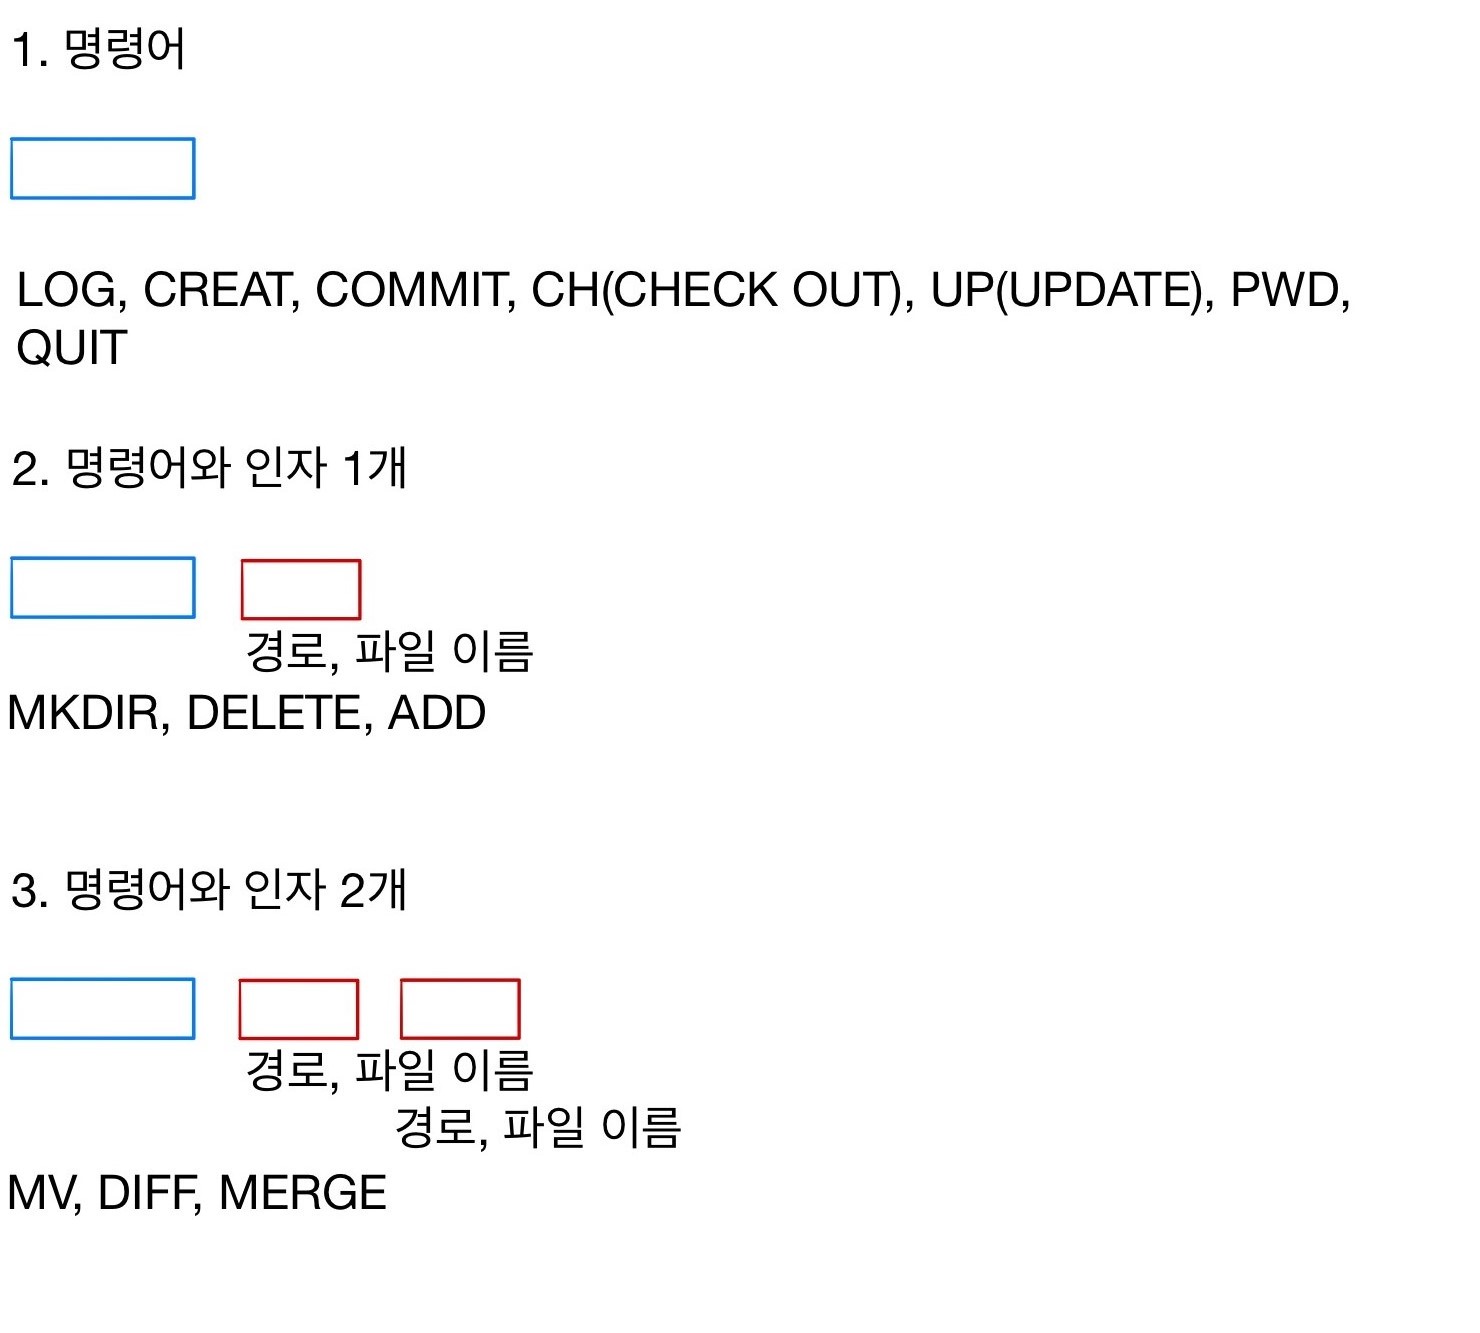 1. 명령어
LOG, CREAT, COMMIT, CH(CHECK OUT), UP(UPDATE), PWD,
QUIT
2. 명령어와 인자 1개
경로, 파일 이름
MKDIR, DELETE, ADD
3. 명령어와 인자 2개
경로, 파일 이름
경로, 파일 이름
MV, DIFF, MERGE